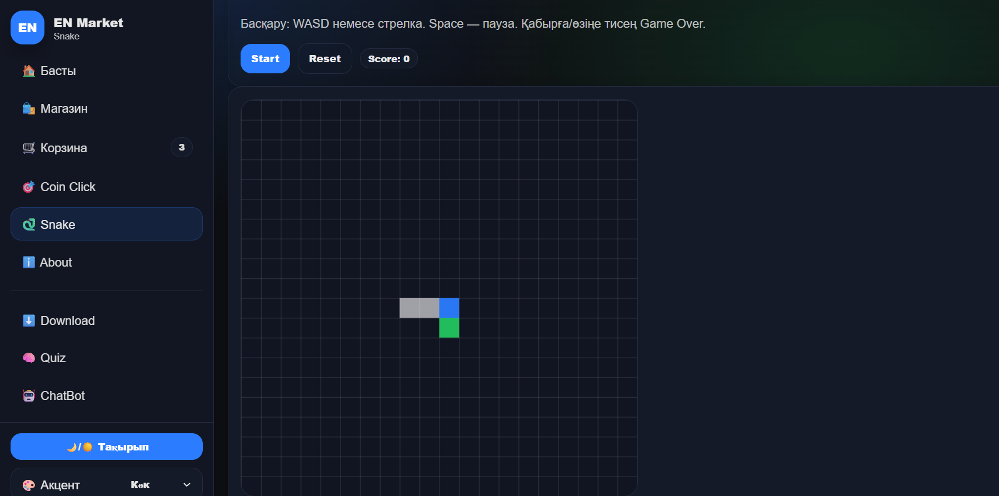 EN
EN Market
Snake
Басты
Магазин
Корзина 3
Coin Click
Snake
About
Download
Quiz
ChatBot
🌙/☀️ Тақырып
Акцент Көк
Басқару: WASD немесе стрелка. Space — пауза. Қабырға/өзіңе тисең Game Over.
Start Reset Score: 0